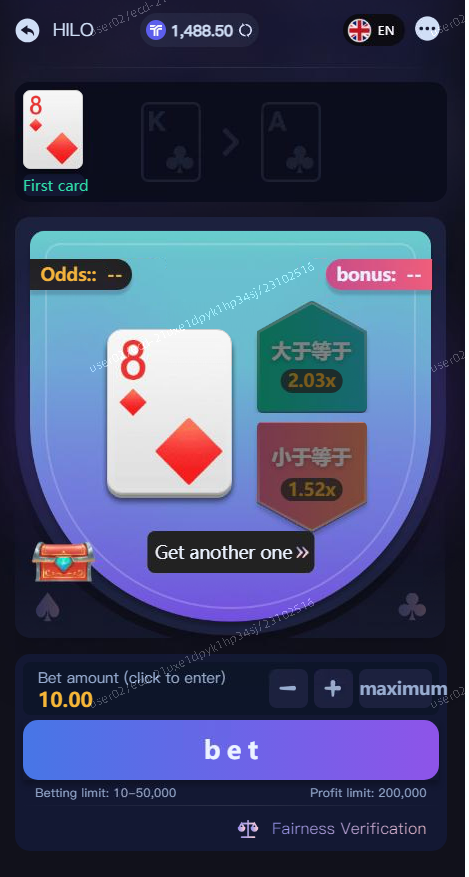 HILO
1,488.50
EN
8
First card
K
A
Odds:: --
bonus: --
8
大于等于
2.03x
小于等于
1.52x
Get another one »
Bet amount (click to enter)
10.00
− + maximum
bet
Betting limit: 10–50,000
Profit limit: 200,000
Fairness Verification